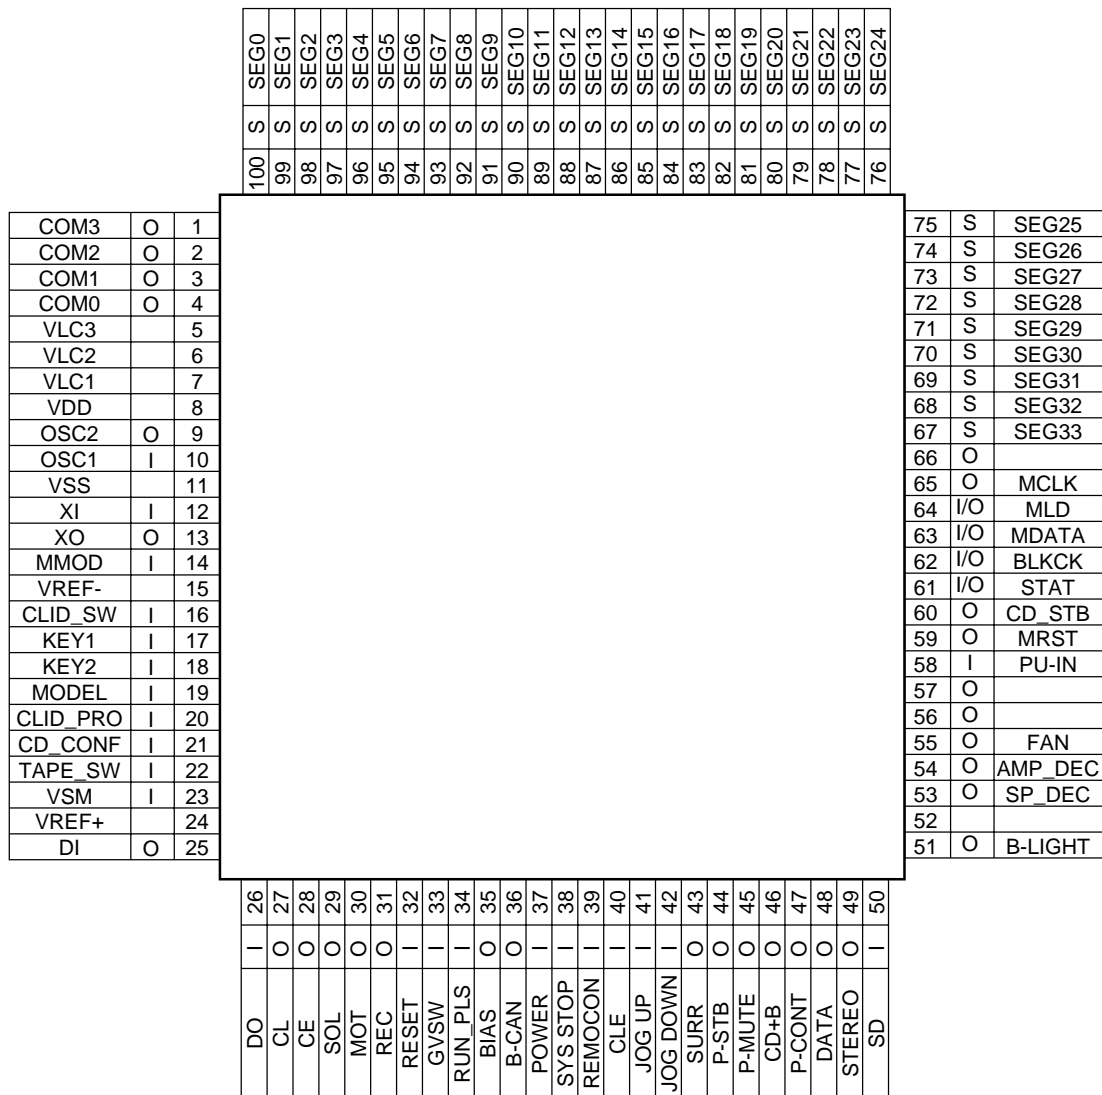 SEG0 SEG1 SEG2 SEG3 SEG4 SEG5 SEG6 SEG7 SEG8 SEG9 SEG10 SEG11 SEG12 SEG13 SEG14 SEG15 SEG16 SEG17 SEG18 SEG19 SEG20 SEG21 SEG22 SEG23 SEG24
S S S S S S S S S S S S S S S S S S S S S S S S S
100 99 98 97 96 95 94 93 92 91 90 89 88 87 86 85 84 83 82 81 80 79 78 77 76
COM3 O 1
COM2 O 2
COM1 O 3
COM0 O 4
VLC3 5
VLC2 6
VLC1 7
VDD 8
OSC2 O 9
OSC1 I 10
VSS 11
XI I 12
XO O 13
MMOD I 14
VREF- 15
CLID_SW I 16
KEY1 I 17
KEY2 I 18
MODEL I 19
CLID_PRO I 20
CD_CONF I 21
TAPE_SW I 22
VSM I 23
VREF+ 24
DI O 25
75 S SEG25
74 S SEG26
73 S SEG27
72 S SEG28
71 S SEG29
70 S SEG30
69 S SEG31
68 S SEG32
67 S SEG33
66 O
65 O MCLK
64 I/O MLD
63 I/O MDATA
62 I/O BLKCK
61 I/O STAT
60 O CD_STB
59 O MRST
58 I PU-IN
57 O
56 O
55 O FAN
54 O AMP_DEC
53 O SP_DEC
52
51 O B-LIGHT
26 27 28 29 30 31 32 33 34 35 36 37 38 39 40 41 42 43 44 45 46 47 48 49 50
I O O O O O I I I O O I I I I I I O O O O O O O I
DO CL CE SOL MOT REC RESET GVSW RUN_PLS BIAS B-CAN POWER SYS STOP REMOCON CLE JOG UP JOG DOWN SURR P-STB P-MUTE CD+B P-CONT DATA STEREO SD